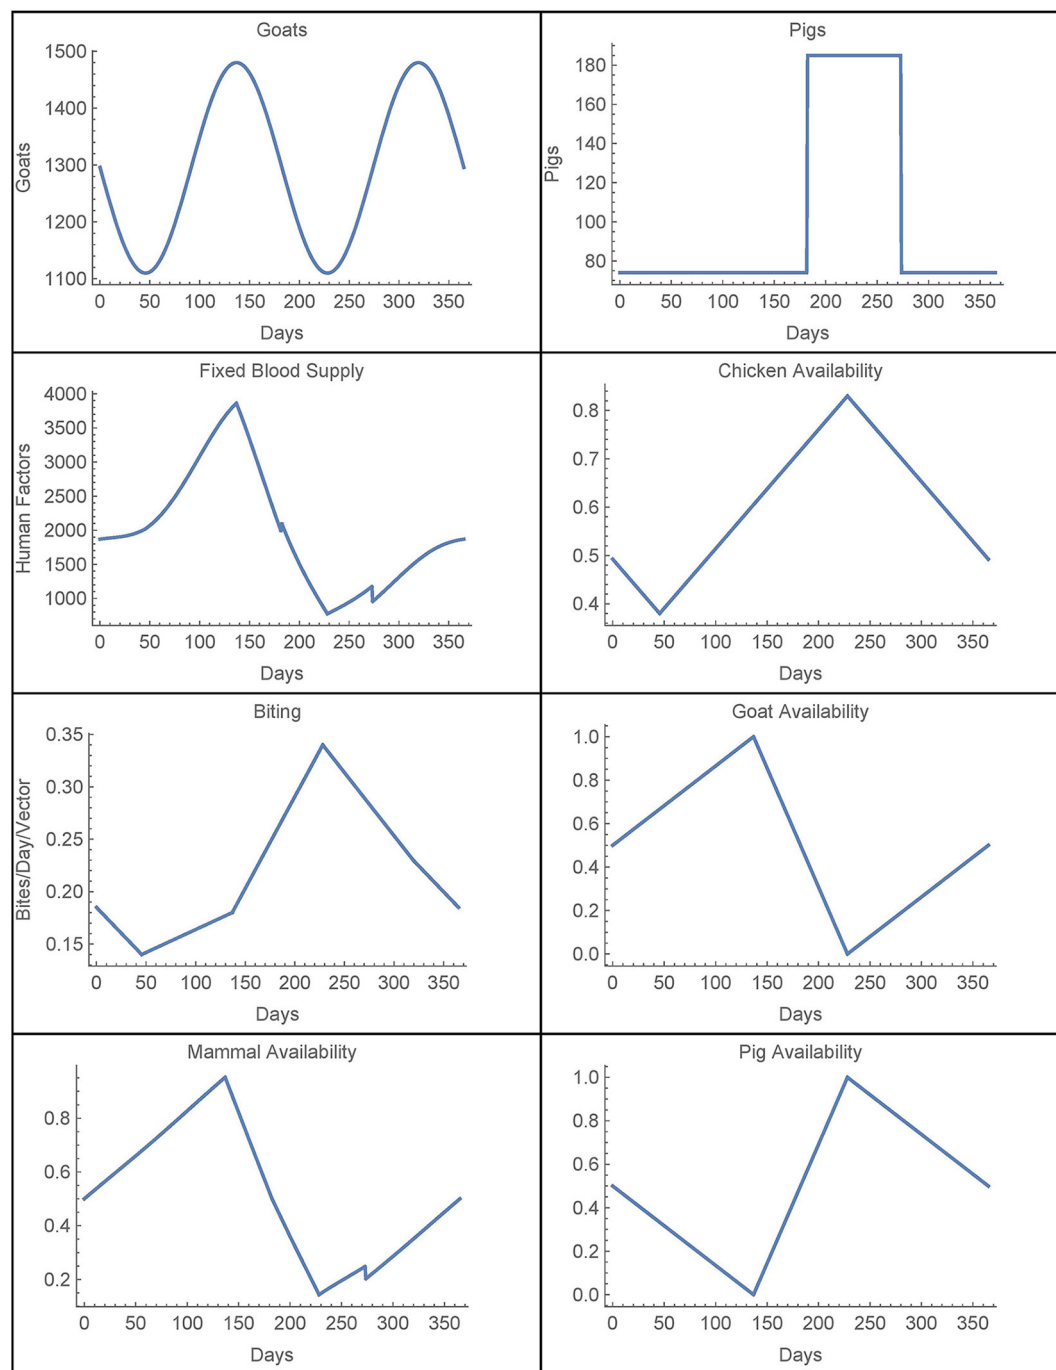 Goats
1500
1400
1300
1200
1100
Goats
0 50 100 150 200 250 300 350
Days
Pigs
180
160
140
120
100
80
Pigs
0 50 100 150 200 250 300 350
Days
Fixed Blood Supply
4000
3500
3000
2500
2000
1500
1000
Human Factors
0 50 100 150 200 250 300 350
Days
Chicken Availability
0.8
0.7
0.6
0.5
0.4
0 50 100 150 200 250 300 350
Days
Biting
0.35
0.30
0.25
0.20
0.15
Bites/Day/Vector
0 50 100 150 200 250 300 350
Days
Goat Availability
1.0
0.8
0.6
0.4
0.2
0.0
0 50 100 150 200 250 300 350
Days
Mammal Availability
0.8
0.6
0.4
0.2
0 50 100 150 200 250 300 350
Days
Pig Availability
1.0
0.8
0.6
0.4
0.2
0.0
0 50 100 150 200 250 300 350
Days